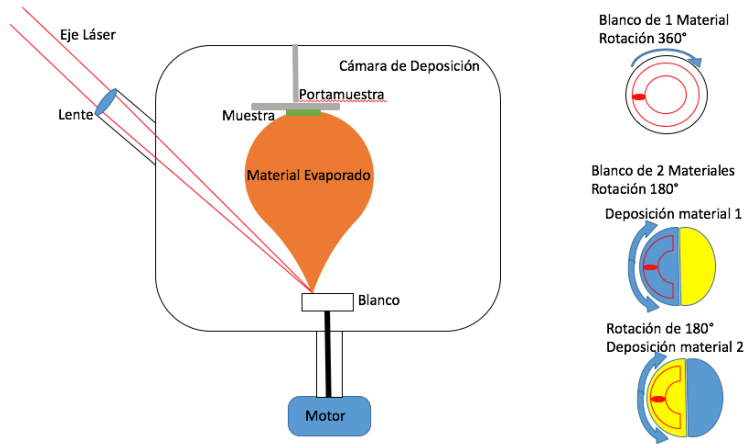 Eje Láser
Lente
Cámara de Deposición
Portamuestra
Muestra
Material Evaporado
Blanco
Motor
Blanco de 1 Material
Rotación 360°
Blanco de 2 Materiales
Rotación 180°
Deposición material 1
Rotación de 180°
Deposición material 2